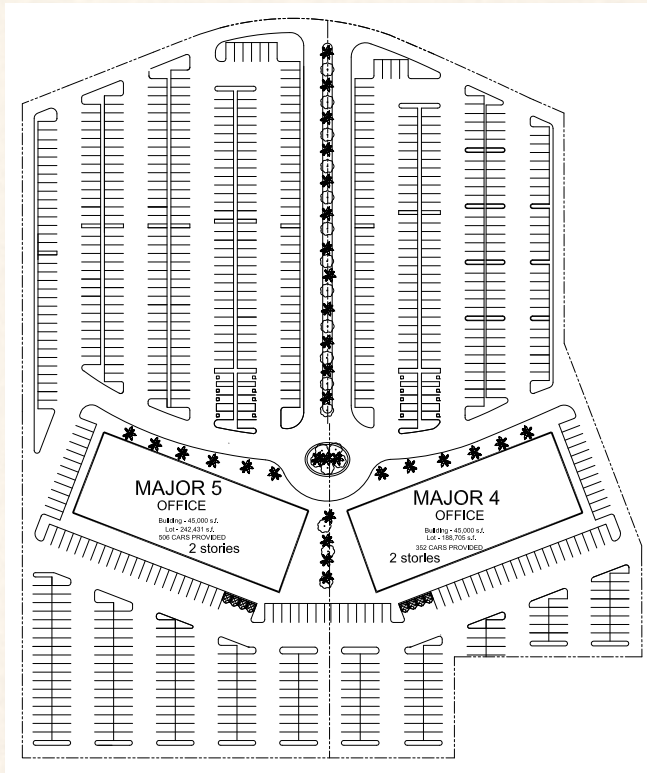 MAJOR 5
OFFICE
Building - 45,000 s.f.
Lot - 242,431 s.f.
506 CARS PROVIDED
2 stories
MAJOR 4
OFFICE
Building - 45,000 s.f.
Lot - 188,705 s.f.
352 CARS PROVIDED
2 stories